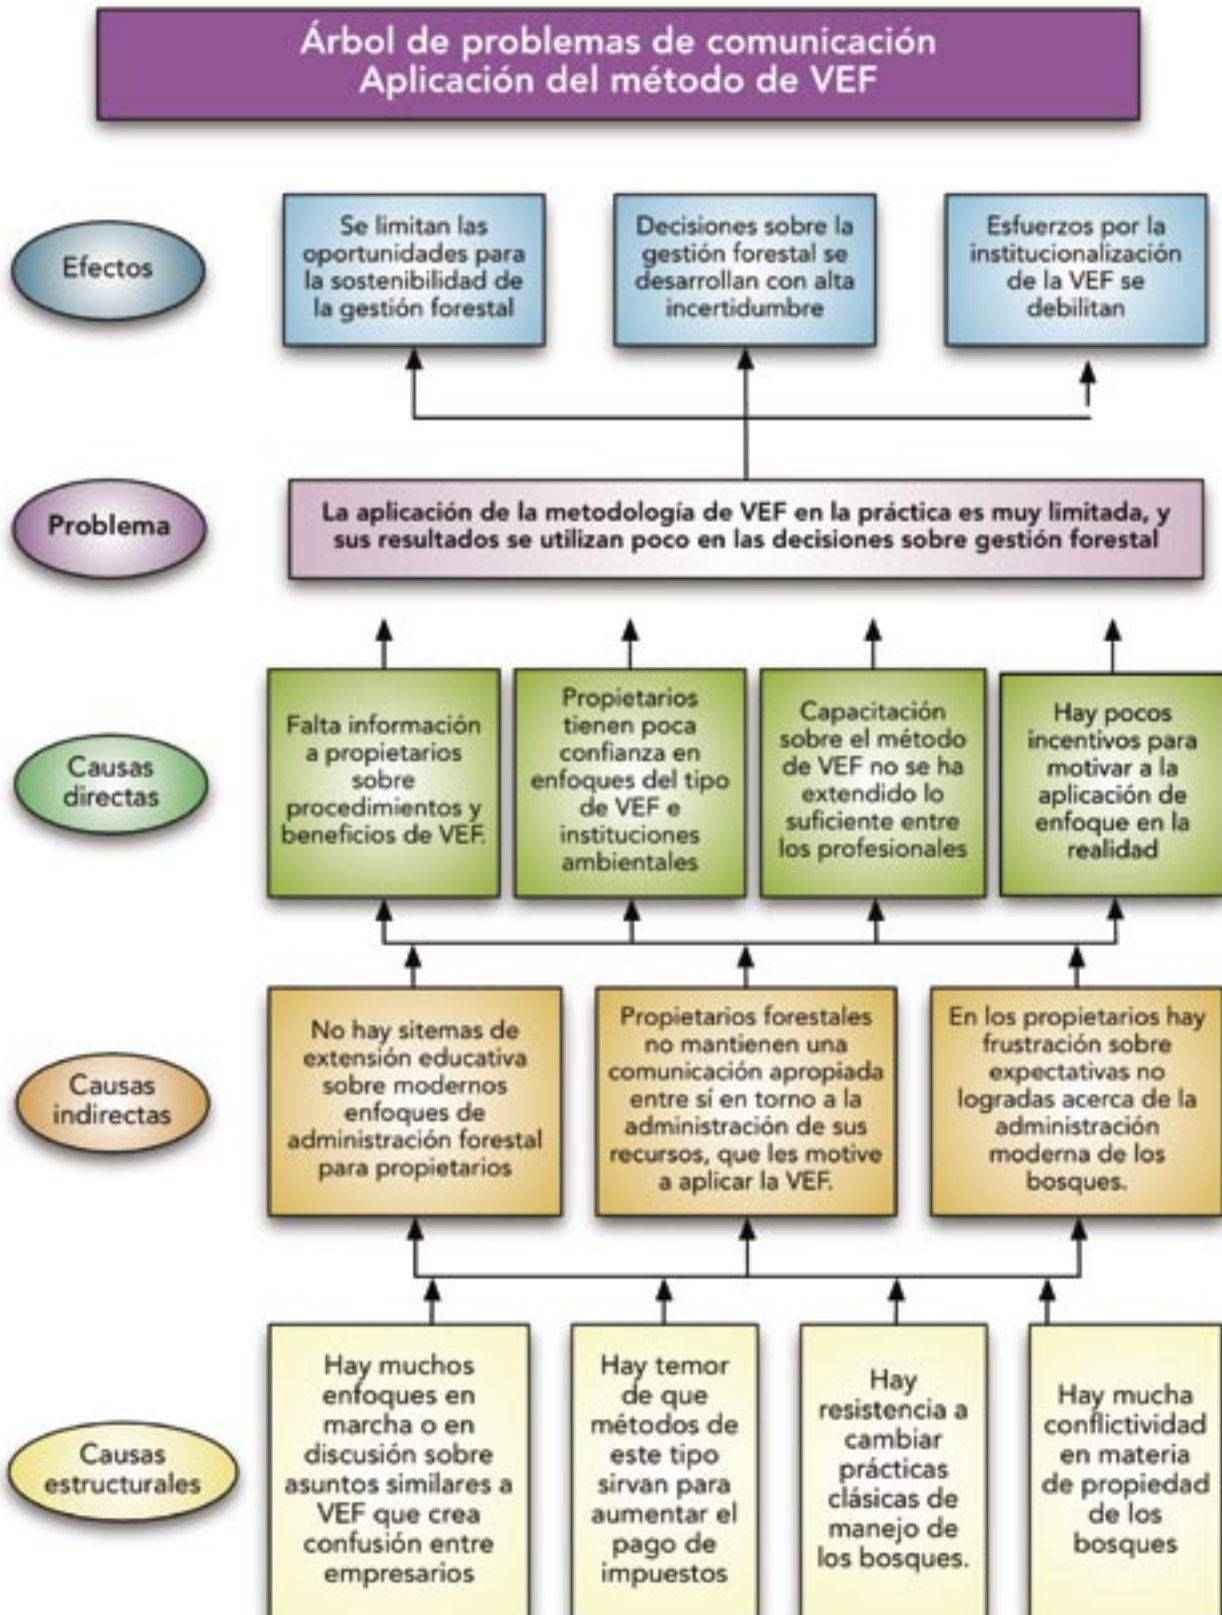 Árbol de problemas de comunicación
Aplicación del método de VEF
Efectos
Se limitan las
oportunidades para
la sostenibilidad de
la gestión forestal
Decisiones sobre la
gestión forestal se
desarrollan con alta
incertidumbre
Esfuerzos por la
institucionalización
de la VEF se
debilitan
Problema
La aplicación de la metodología de VEF en la práctica es muy limitada, y
sus resultados se utilizan poco en las decisiones sobre gestión forestal
Causas
directas
Falta información
a propietarios
sobre
procedimientos y
beneficios de VEF.
Propietarios
tienen poca
confianza en
enfoques del tipo
de VEF e
instituciones
ambientales
Capacitación
sobre el método
de VEF no se ha
extendido lo
suficiente entre
los profesionales
Hay pocos
incentivos para
motivar a la
aplicación de
enfoque en la
realidad
Causas
indirectas
No hay sitemas de
extensión educativa
sobre modernos
enfoques de
administración forestal
para propietarios
Propietarios forestales
no mantienen una
comunicación apropiada
entre sí en torno a la
administración de sus
recursos, que les motive
a aplicar la VEF.
En los propietarios hay
frustración sobre
expectativas no
logradas acerca de la
administración
moderna de los
bosques.
Causas
estructurales
Hay muchos
enfoques en
marcha o en
discusión sobre
asuntos similares a
VEF que crea
confusión entre
empresarios
Hay temor
de que
métodos de
este tipo
sirvan para
aumentar el
pago de
impuestos
Hay
resistencia a
cambiar
prácticas
clásicas de
manejo de
los bosques.
Hay mucha
conflictividad
en materia
de propiedad
de los
bosques